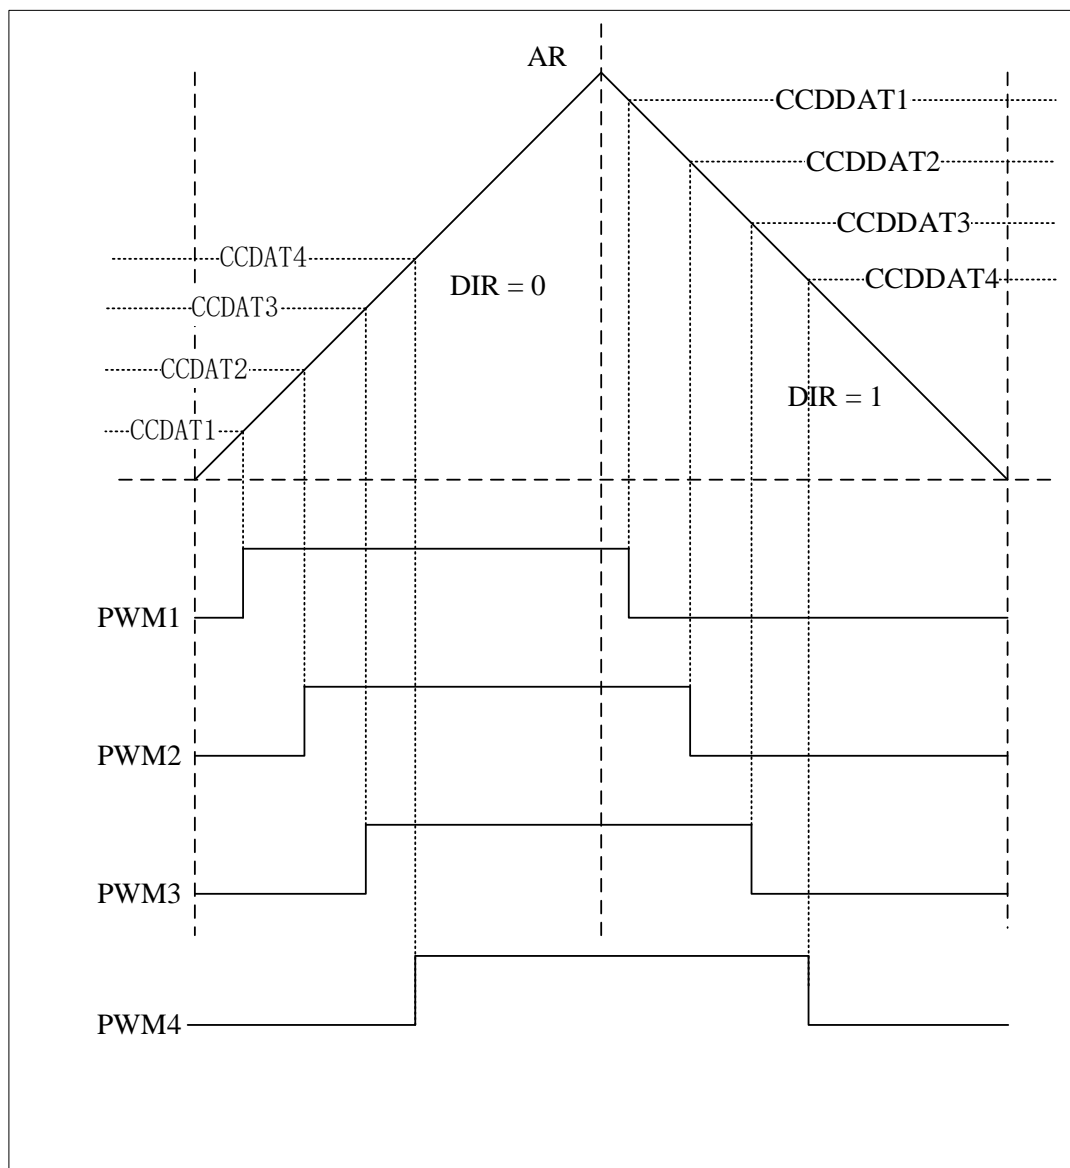 AR
CCDDAT1
CCDDAT2
CCDDAT3
CCDAT4
CCDDAT4
DIR = 0
CCDAT3
CCDAT2
DIR = 1
CCDAT1
PWM1
PWM2
PWM3
PWM4